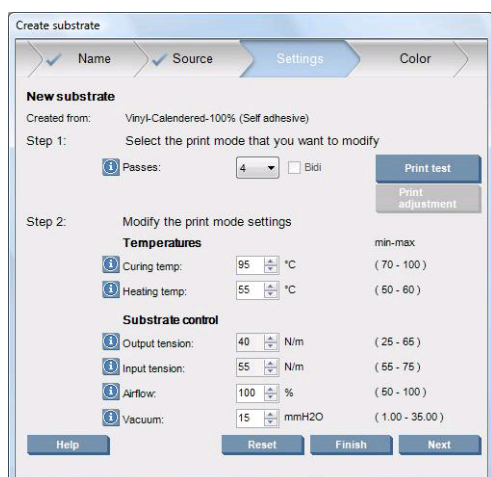 Create substrate
Name Source Settings Color
New substrate
Created from: Vinyl-Calendered-100% (Self adhesive)
Step 1: Select the print mode that you want to modify
Passes: 4 Bidi Print test
Print
adjustment
Step 2: Modify the print mode settings
Temperatures min-max
Curing temp: 95 °C ( 70 - 100 )
Heating temp: 55 °C ( 50 - 60 )
Substrate control
Output tension: 40 N/m ( 25 - 65 )
Input tension: 55 N/m ( 55 - 75 )
Airflow: 100 % ( 50 - 100 )
Vacuum: 15 mmH2O ( 1.00 - 35.00 )
Help Reset Finish Next